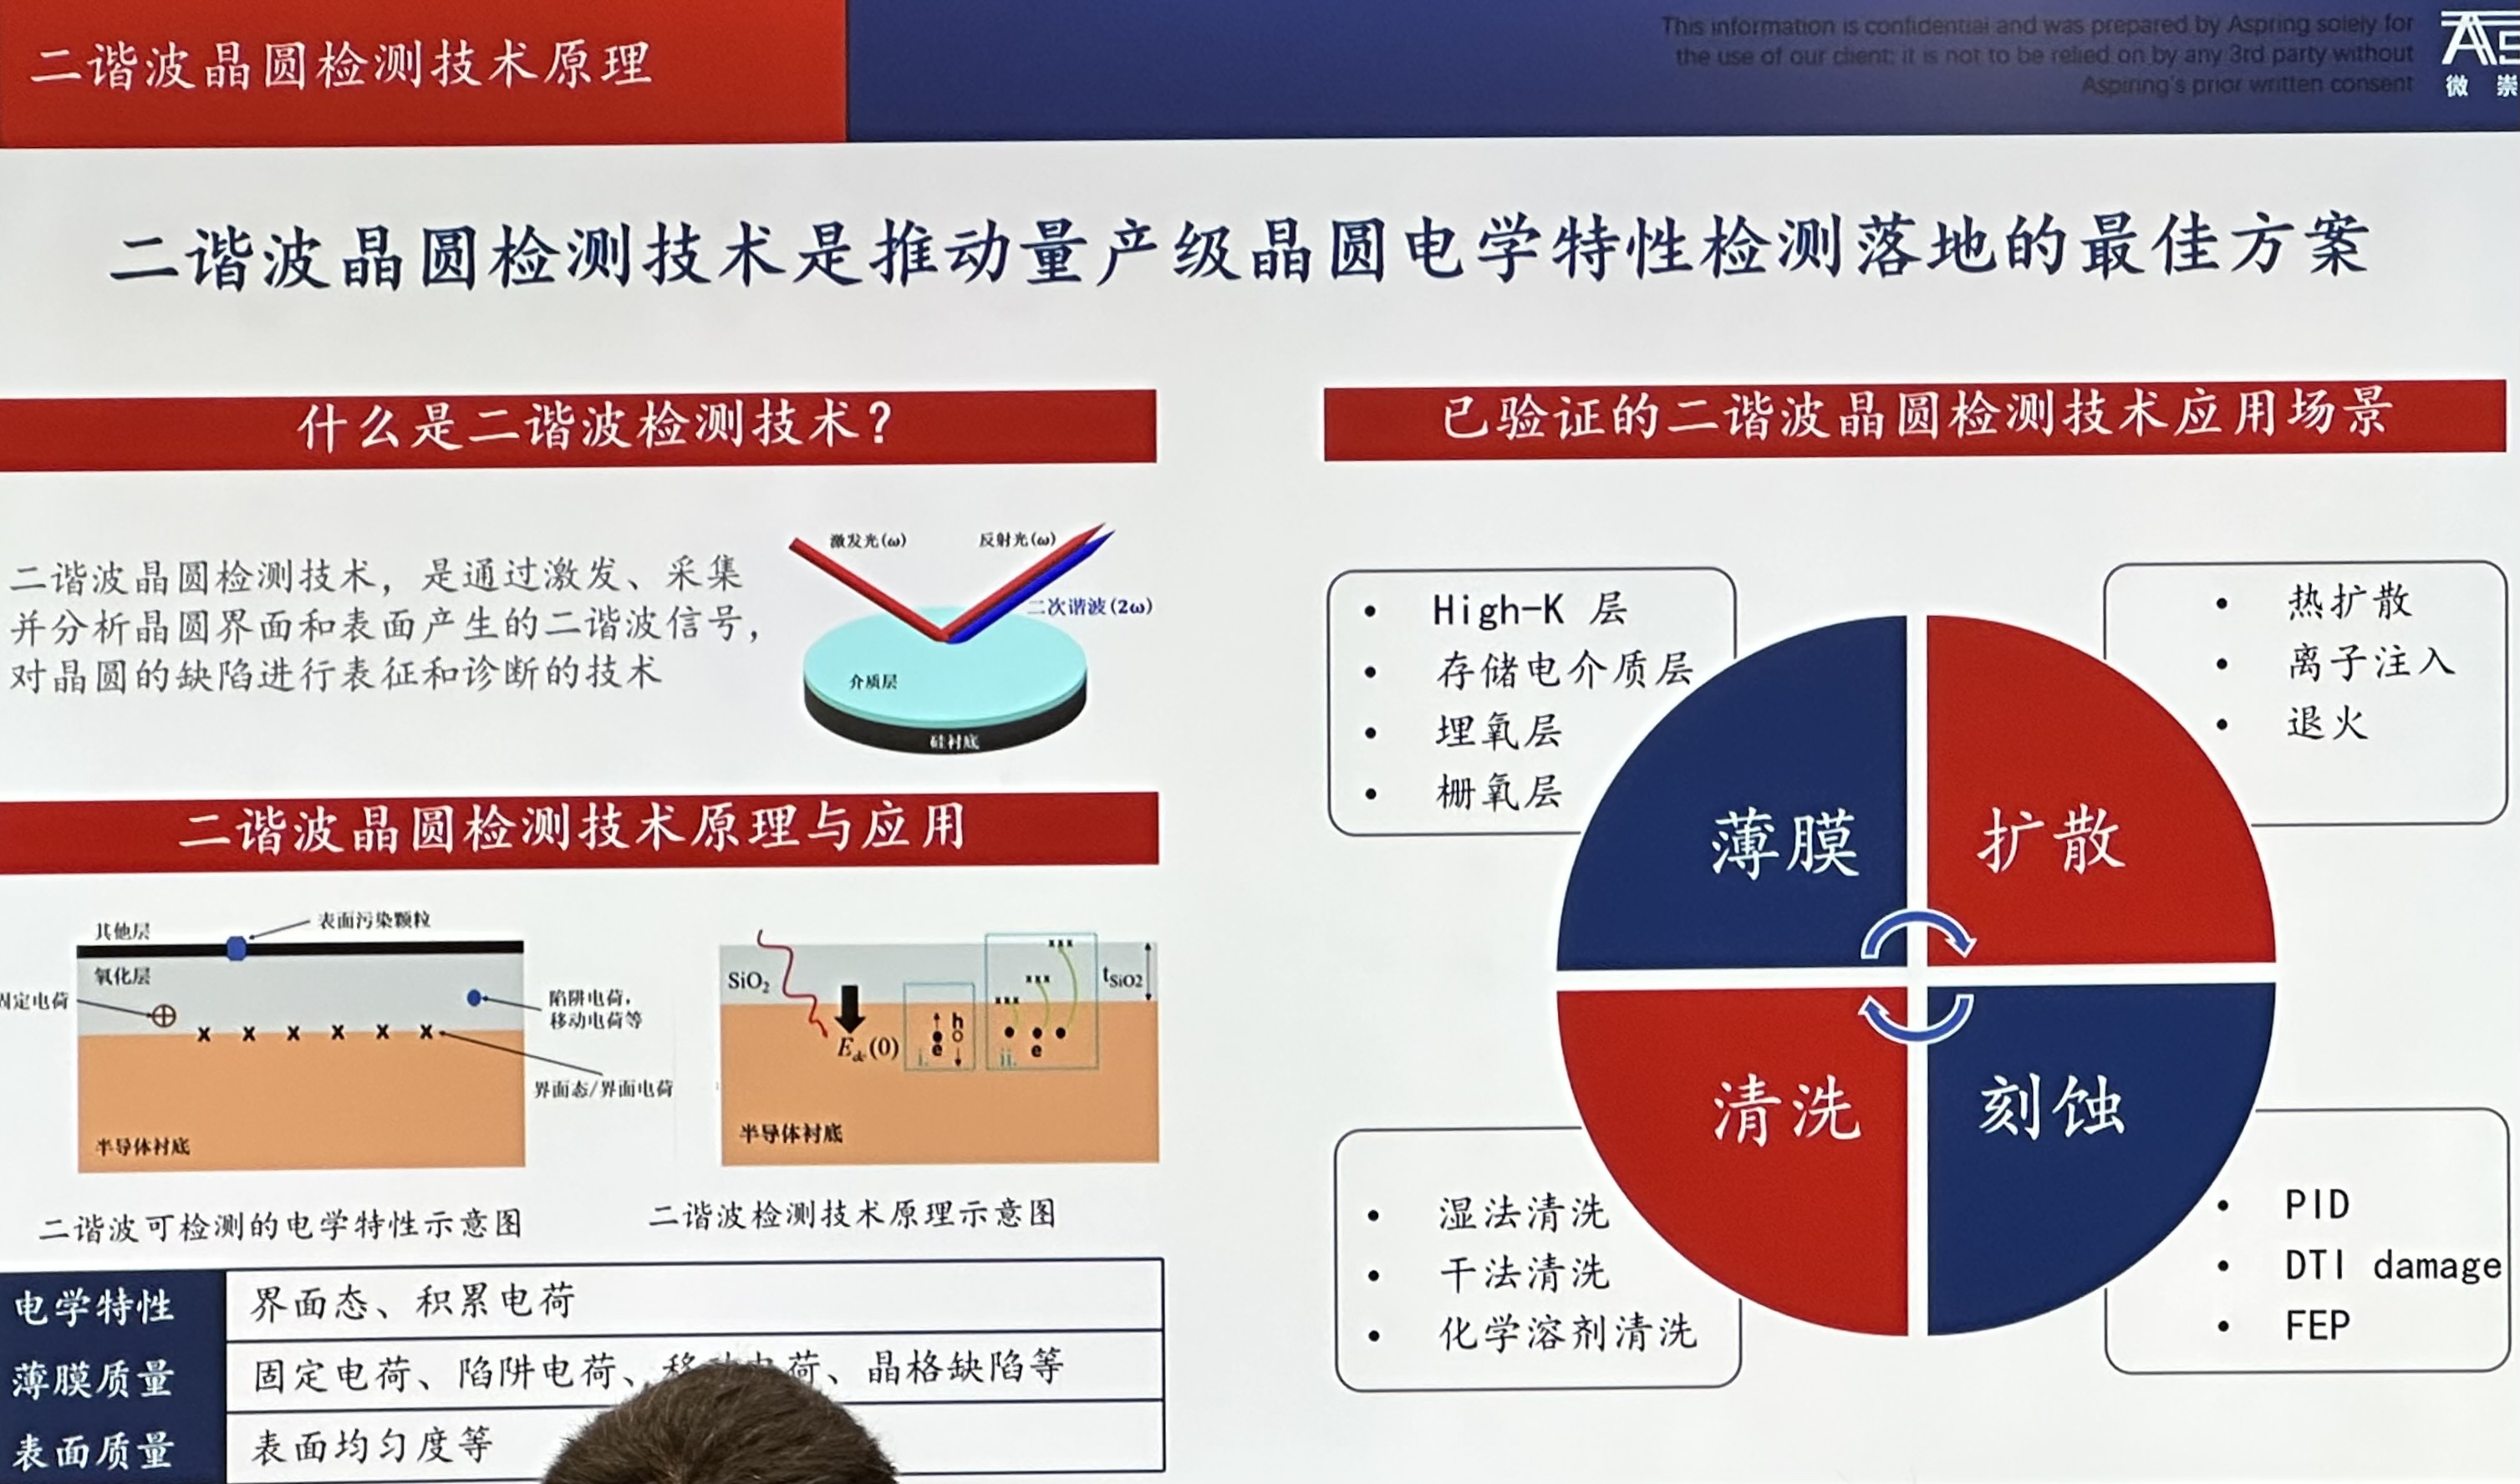 二谐波晶圆检测技术原理
This information is confidential and was prepared by Aspring solely for
the use of our client; it is not to be relied on by any 3rd party without
Aspiring's prior written consent
微崇
二谐波晶圆检测技术是推动量产级晶圆电学特性检测落地的最佳方案
什么是二谐波检测技术？
二谐波晶圆检测技术，是通过激发、采集
并分析晶圆界面和表面产生的二谐波信号，
对晶圆的缺陷进行表征和诊断的技术
激发光(ω)
反射光(ω)
二次谐波(2ω)
介质层
硅衬底
二谐波晶圆检测技术原理与应用
其他层
表面污染颗粒
氧化层
固定电荷
陷阱电荷，
移动电荷等
界面态/界面电荷
半导体衬底
二谐波可检测的电学特性示意图
SiO₂
tSiO2
Edc(0)
h
e
i.
ii.
e
半导体衬底
二谐波检测技术原理示意图
电学特性
界面态、积累电荷
薄膜质量
固定电荷、陷阱电荷、移动电荷、晶格缺陷等
表面质量
表面均匀度等
已验证的二谐波晶圆检测技术应用场景
• High-K 层
• 存储电介质层
• 埋氧层
• 栅氧层
• 热扩散
• 离子注入
• 退火
薄膜
扩散
清洗
刻蚀
• 湿法清洗
• 干法清洗
• 化学溶剂清洗
• PID
• DTI damage
• FEP